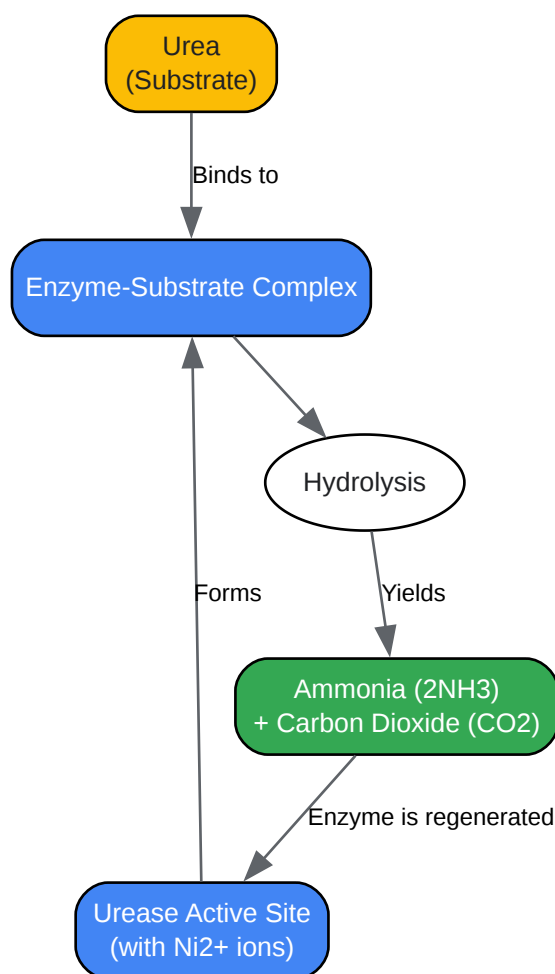 Urea
(Substrate)
Binds to
Enzyme-Substrate Complex
Hydrolysis
Forms
Yields
Ammonia (2NH3)
+ Carbon Dioxide (CO2)
Enzyme is regenerated
Urease Active Site
(with Ni2+ ions)